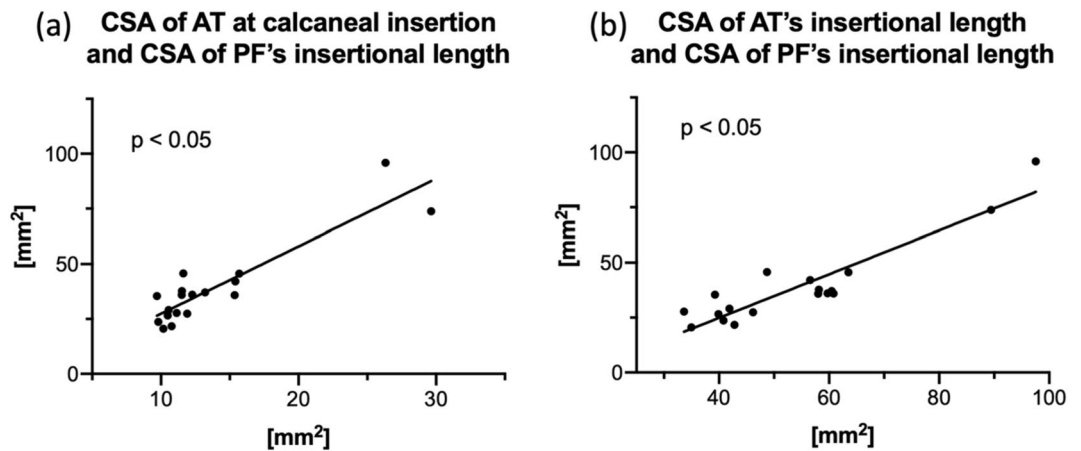 (a) CSA of AT at calcaneal insertion
and CSA of PF's insertional length
p < 0.05
100
50
0
[mm²]
10 20 30
[mm²]
(b) CSA of AT's insertional length
and CSA of PF's insertional length
p < 0.05
100
50
0
[mm²]
40 60 80 100
[mm²]